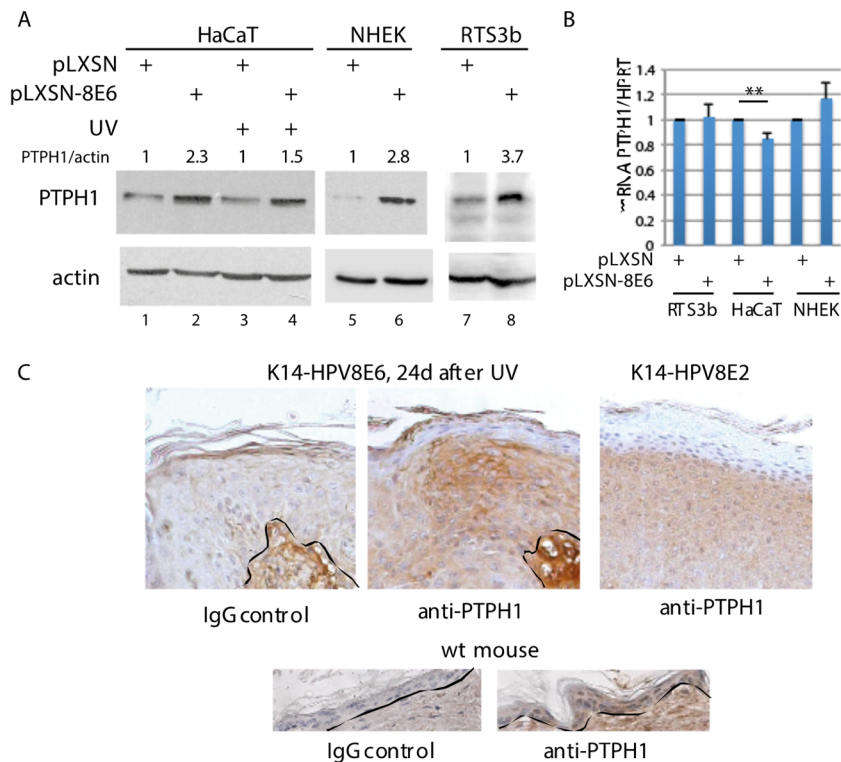 A
HaCaT NHEK RTS3b
pLXSN + + + +
pLXSN-8E6 + + + +
UV + +
PTPH1/actin 1 2.3 1 1.5 1 2.8 1 3.7
PTPH1
actin
1 2 3 4 5 6 7 8
B
RNA PTPH1/HPRT
1.4
1.2
1
0.8
0.6
0.4
0.2
0
**
pLXSN + + +
pLXSN-8E6 + + +
RTS3b HaCaT NHEK
C
K14-HPV8E6, 24d after UV K14-HPV8E2
IgG control anti-PTPH1 anti-PTPH1
wt mouse
IgG control anti-PTPH1